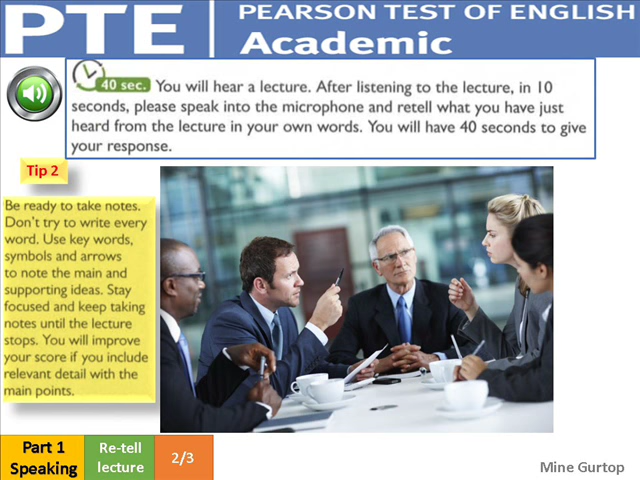 PTE
PEARSON TEST OF ENGLISH
Academic
40 sec. You will hear a lecture. After listening to the lecture, in 10
seconds, please speak into the microphone and retell what you have just
heard from the lecture in your own words. You will have 40 seconds to give
your response.
Tip 2
Be ready to take notes.
Don't try to write every
word. Use key words,
symbols and arrows
to note the main and
supporting ideas. Stay
focused and keep taking
notes until the lecture
stops. You will improve
your score if you include
relevant detail with the
main points.
Part 1
Speaking
Re-tell
lecture
2/3
Mine Gurtop